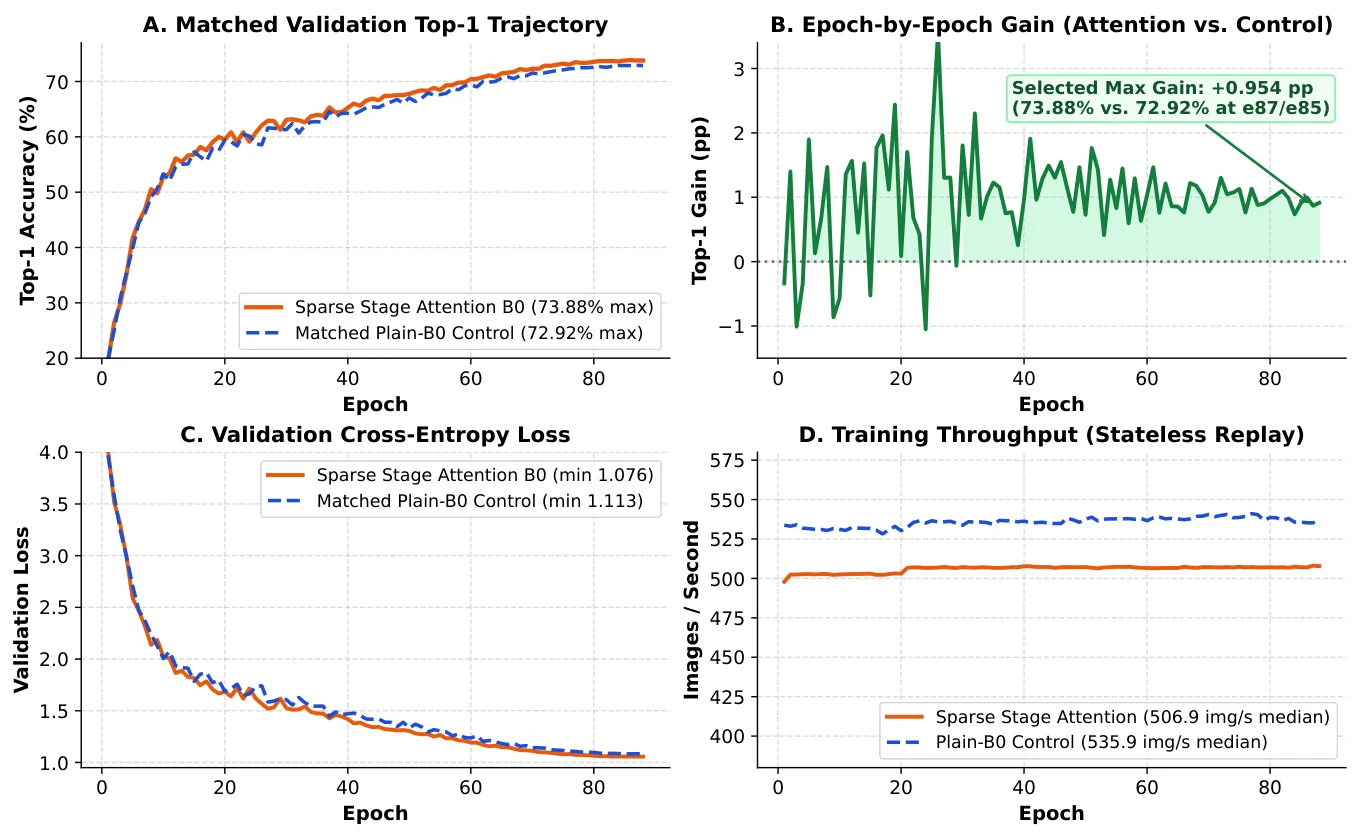 A. Matched Validation Top-1 Trajectory
Top-1 Accuracy (%)
70
60
50
40
30
20
Sparse Stage Attention B0 (73.88% max)
Matched Plain-B0 Control (72.92% max)
0
20
40
60
80
Epoch
B. Epoch-by-Epoch Gain (Attention vs. Control)
Top-1 Gain (pp)
3
2
1
0
−1
Selected Max Gain: +0.954 pp
(73.88% vs. 72.92% at e87/e85)
0
20
40
60
80
Epoch
C. Validation Cross-Entropy Loss
Validation Loss
4.0
3.5
3.0
2.5
2.0
1.5
1.0
Sparse Stage Attention B0 (min 1.076)
Matched Plain-B0 Control (min 1.113)
0
20
40
60
80
Epoch
D. Training Throughput (Stateless Replay)
Images / Second
575
550
525
500
475
450
425
400
Sparse Stage Attention (506.9 img/s median)
Plain-B0 Control (535.9 img/s median)
0
20
40
60
80
Epoch